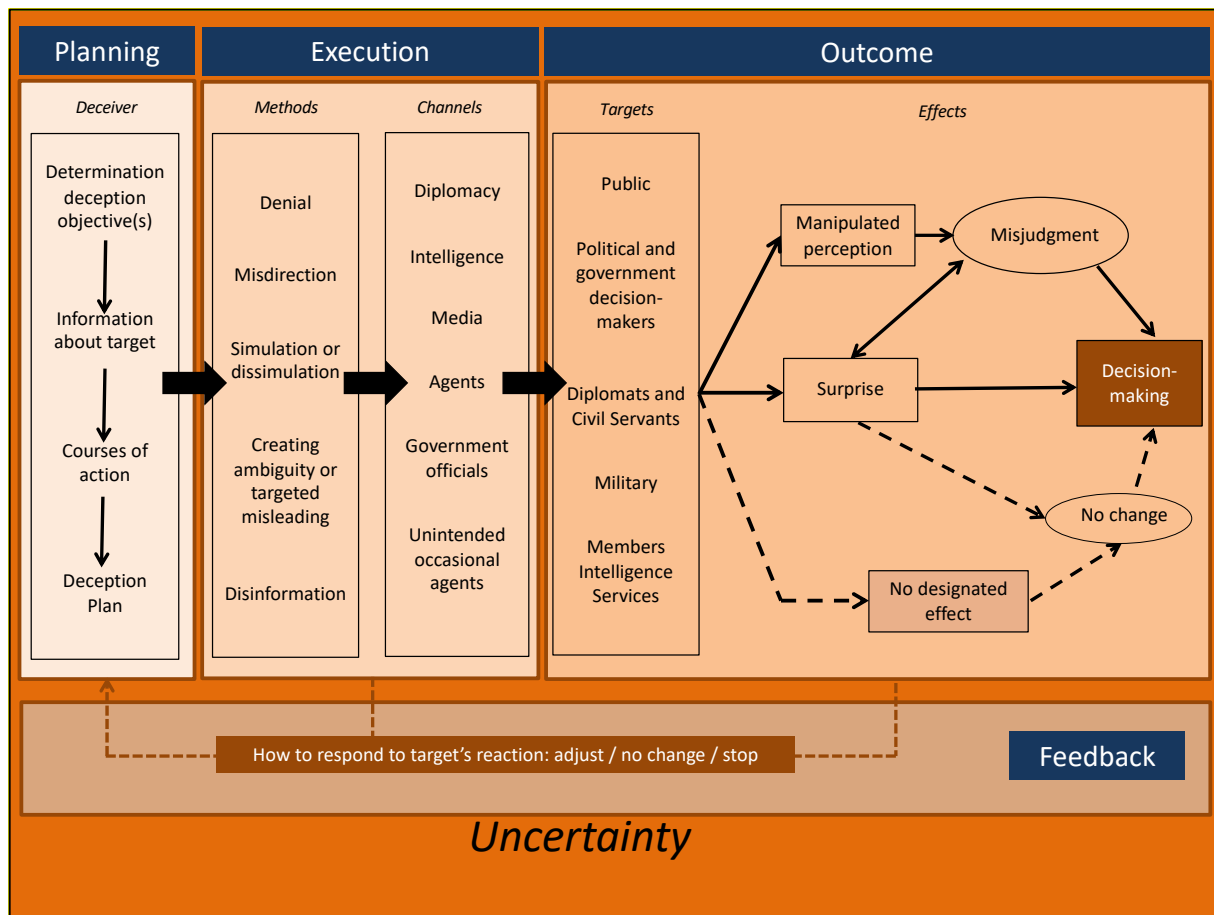 Planning
Execution
Outcome
Deceiver
Determination
deception
objective(s)
Information
about target
Courses of
action
Deception
Plan
Methods
Denial
Misdirection
Simulation or
dissimulation
Creating
ambiguity or
targeted
misleading
Disinformation
Channels
Diplomacy
Intelligence
Media
Agents
Government
officials
Unintended
occasional
agents
Targets
Public
Political and
government
decision-
makers
Diplomats and
Civil Servants
Military
Members
Intelligence
Services
Effects
Manipulated
perception
Misjudgment
Surprise
Decision-
making
No change
No designated
effect
How to respond to target’s reaction: adjust / no change / stop
Feedback
Uncertainty